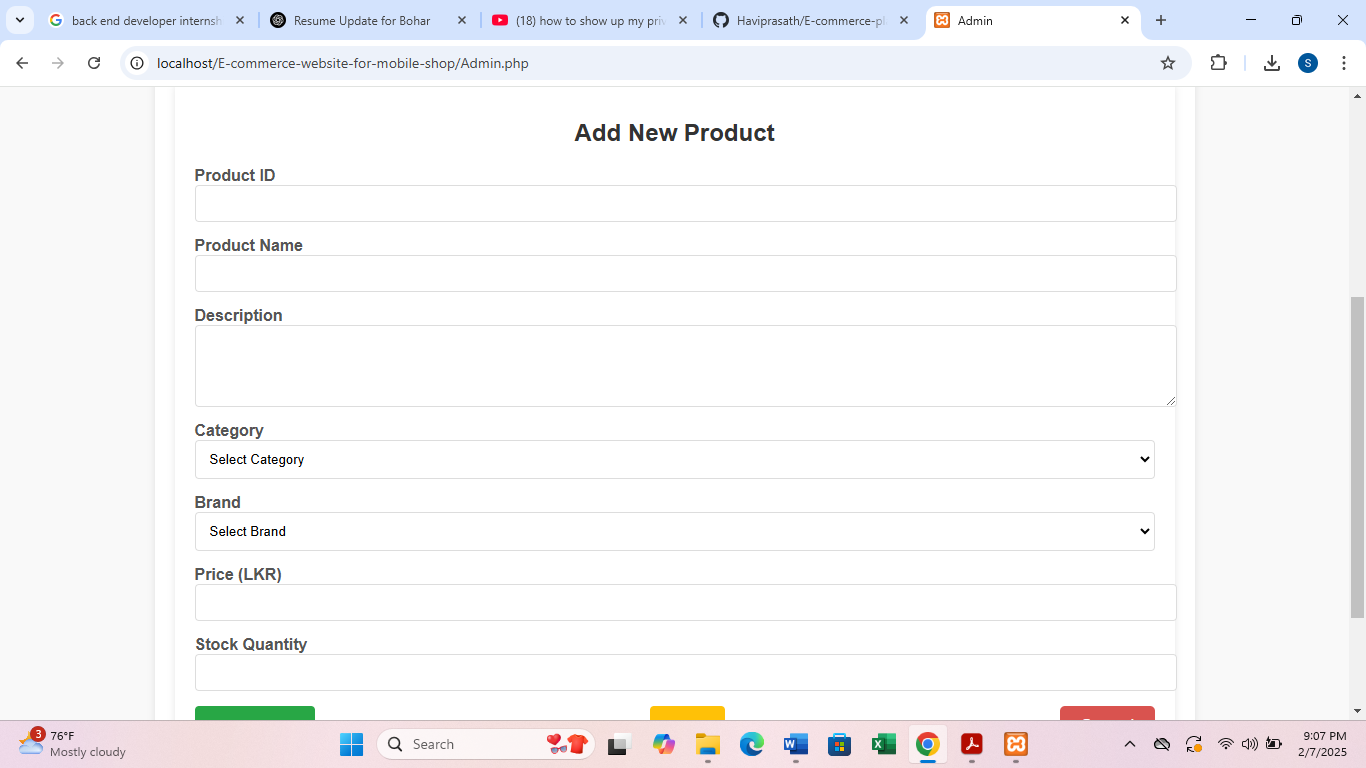 back end developer internsh
Resume Update for Bohar
(18) how to show up my priv
Haviprasath/E-commerce-pl
Admin
localhost/E-commerce-website-for-mobile-shop/Admin.php
S
Add New Product
Product ID
Product Name
Description
Category
Select Category
Brand
Select Brand
Price (LKR)
Stock Quantity
3
76°F
Mostly cloudy
Search
9:07 PM
2/7/2025